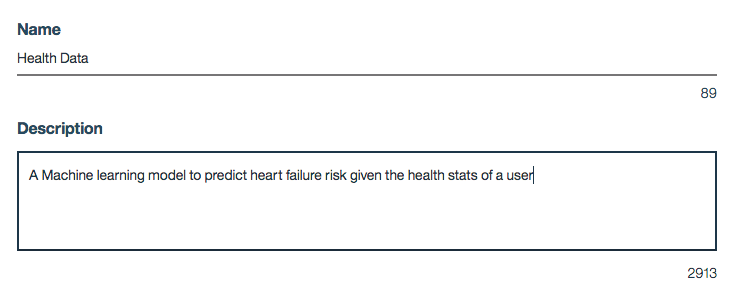 Name
Health Data
89
Description
A Machine learning model to predict heart failure risk given the health stats of a user
2913